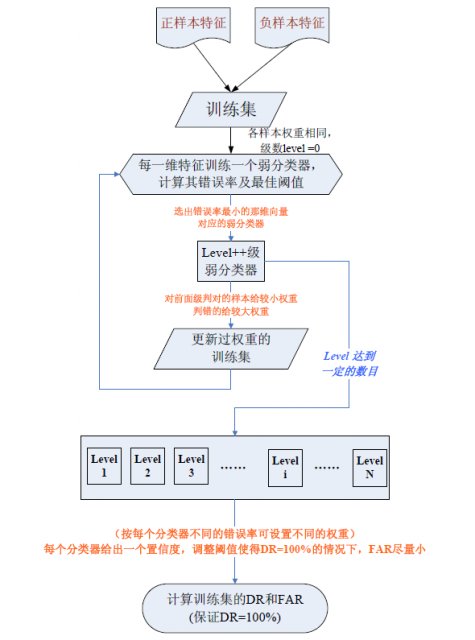 正样本特征
负样本特征
训练集
各样本权重相同，
级数level =0
每一维特征训练一个弱分类器，
计算其错误率及最佳阈值
选出错误率最小的那维向量
对应的弱分类器
Level++级
弱分类器
对前面级判对的样本给较小权重
判错的给较大权重
更新过权重的
训练集
Level 达到
一定的数目
Level
1
Level
2
Level
3
……
Level
i
……
Level
N
（按每个分类器不同的错误率可设置不同的权重）
每个分类器给出一个置信度，调整阈值使得DR=100%的情况下，FAR尽量小
计算训练集的DR和FAR
(保证DR=100%)